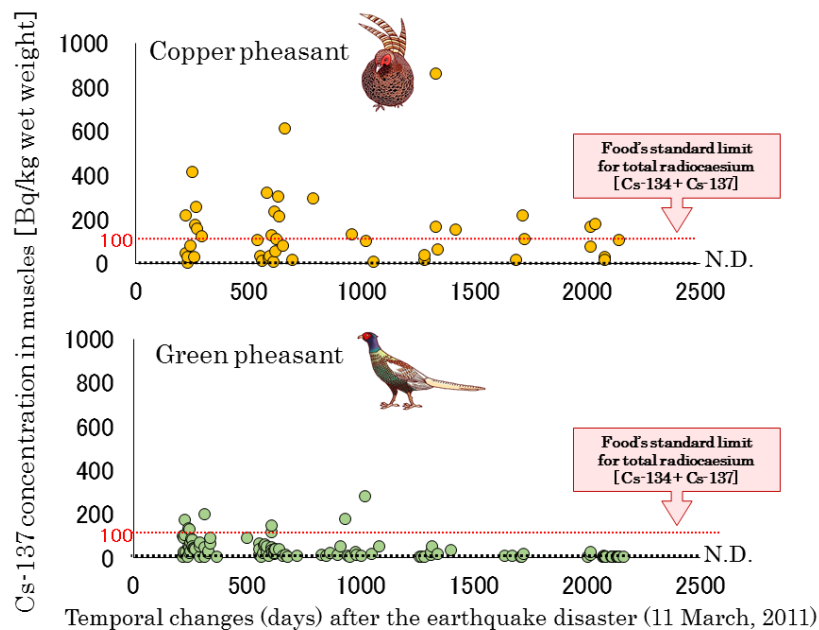 Cs-137 concentration in muscles [Bq/kg wet weight]
1000
800
600
400
200
100
0
Copper pheasant
Food's standard limit
for total radiocaesium
[Cs-134 + Cs-137]
N.D.
0 500 1000 1500 2000 2500
1000
800
600
400
200
100
0
Green pheasant
Food's standard limit
for total radiocaesium
[Cs-134 + Cs-137]
N.D.
0 500 1000 1500 2000 2500
Temporal changes (days) after the earthquake disaster (11 March, 2011)